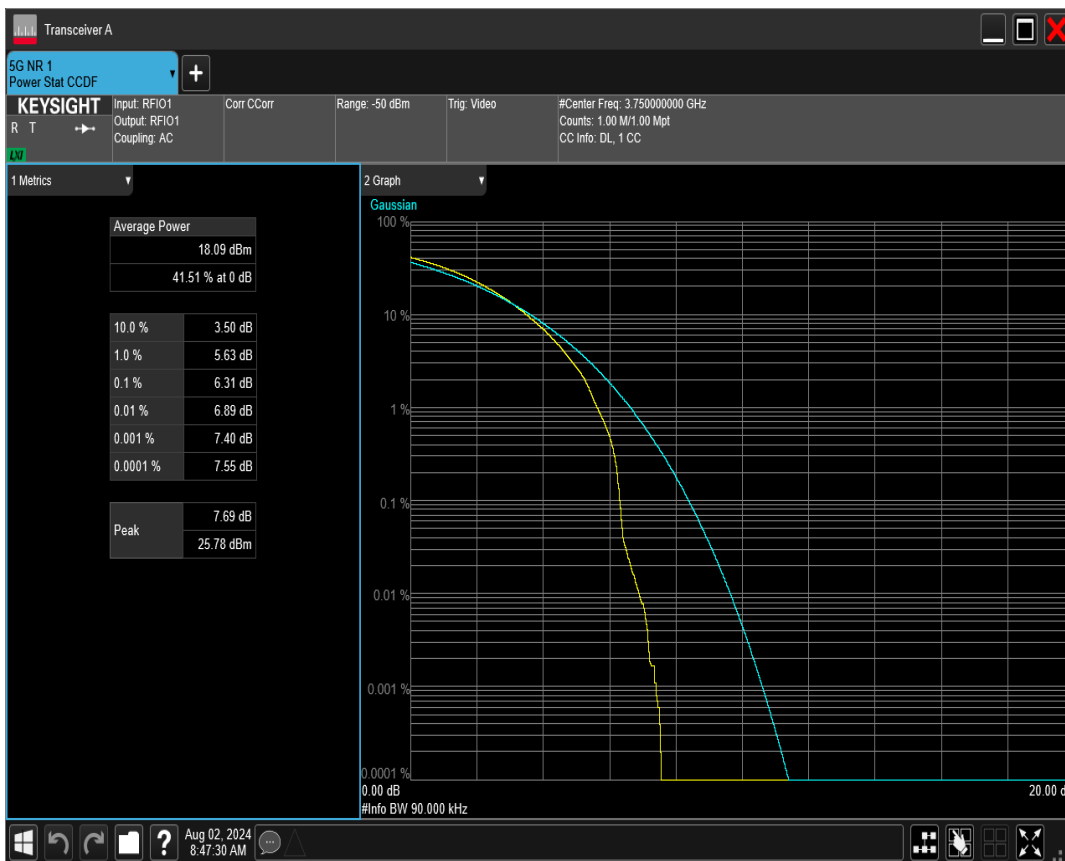 Transceiver A
5G NR 1
Power Stat CCDF
KEYSIGHT
R T
LXI
Input: RFIO1
Output: RFIO1
Coupling: AC
Corr CCorr
Range: -50 dBm
Trig: Video
#Center Freq: 3.750000000 GHz
Counts: 1.00 M/1.00 Mpt
CC Info: DL, 1 CC
1 Metrics
Average Power
18.09 dBm
41.51 % at 0 dB
10.0 % 3.50 dB
1.0 % 5.63 dB
0.1 % 6.31 dB
0.01 % 6.89 dB
0.001 % 7.40 dB
0.0001 % 7.55 dB
Peak 7.69 dB
25.78 dBm
2 Graph
Gaussian
100 %
10 %
1 %
0.1 %
0.01 %
0.001 %
0.0001 %
0.00 dB 20.00 d
#Info BW 90.000 kHz
?
Aug 02, 2024
8:47:30 AM